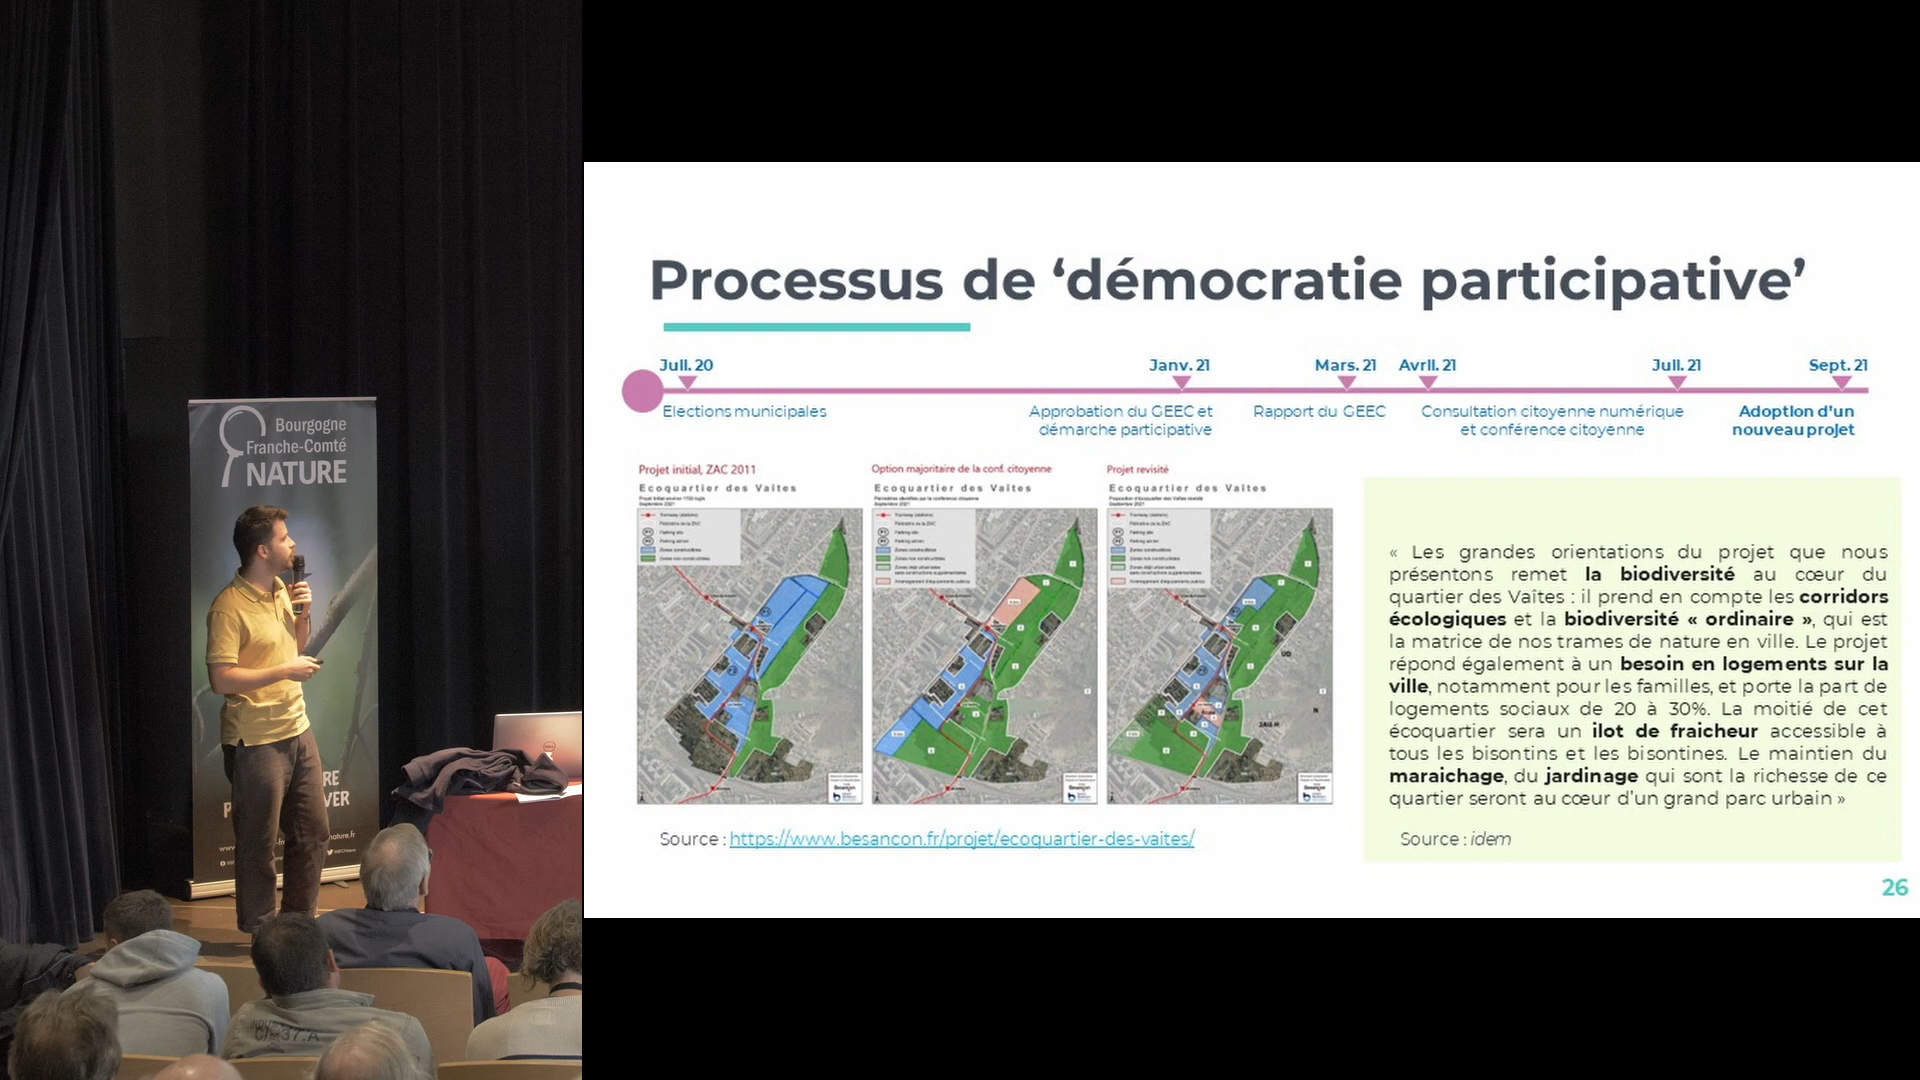 Bourgogne
Franche-Comté
NATURE
Processus de ‘démocratie participative’
Juil. 20
Janv. 21
Mars. 21
Avril. 21
Juil. 21
Sept. 21
Elections municipales
Approbation du GEEC et
démarche participative
Rapport du GEEC
Consultation citoyenne numérique
et conférence citoyenne
Adoption d'un
nouveau projet
Projet initial, ZAC 2011
Ecoquartier des Vaîtes
Option majoritaire de la conf. citoyenne
Ecoquartier des Vaîtes
Projet revisité
Ecoquartier des Vaîtes
UD
2AU-H
N
« Les grandes orientations du projet que nous
présentons remet la biodiversité au cœur du
quartier des Vaîtes : il prend en compte les corridors
écologiques et la biodiversité « ordinaire », qui est
la matrice de nos trames de nature en ville. Le projet
répond également à un besoin en logements sur la
ville, notamment pour les familles, et porte la part de
logements sociaux de 20 à 30%. La moitié de cet
écoquartier sera un ilot de fraicheur accessible à
tous les bisontins et les bisontines. Le maintien du
maraichage, du jardinage qui sont la richesse de ce
quartier seront au cœur d'un grand parc urbain »
Source : https://www.besancon.fr/projet/ecoquartier-des-vaites/
Source : idem
26